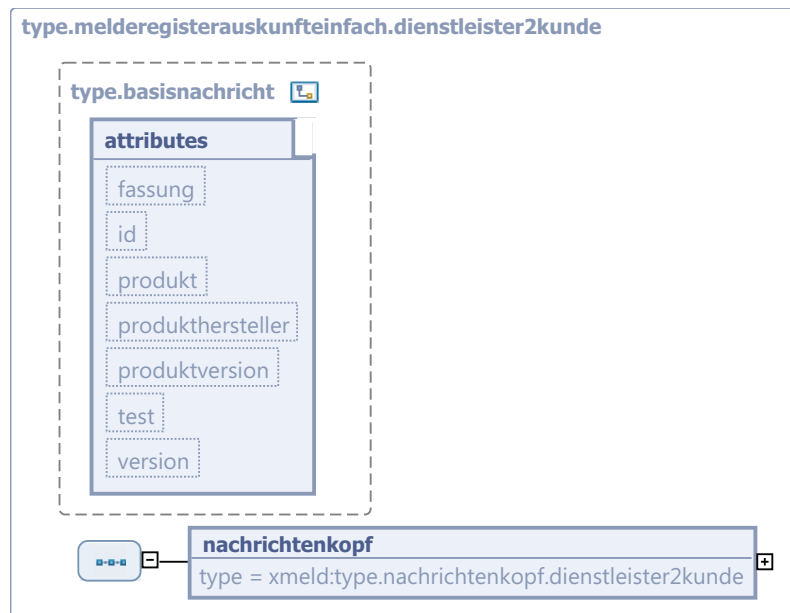 type.melderegisterauskunfteinfach.dienstleister2kunde
type.basisnachricht
attributes
fassung
id
produkt
produkthersteller
produktversion
test
version
nachrichtenkopf
type = xmeld:type.nachrichtenkopf.dienstleister2kunde